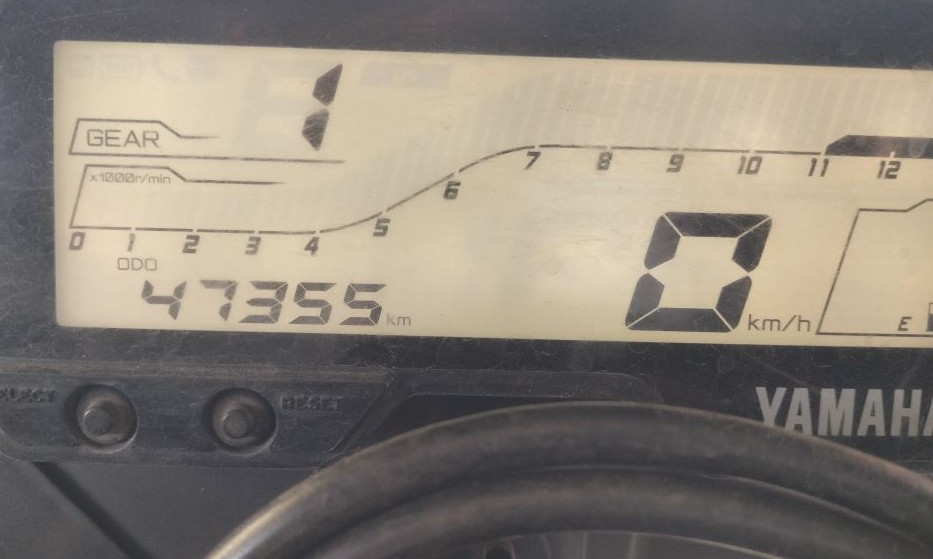 1
GEAR
x1000r/min
0 1 2 3 4 5 6 7 8 9 10 11 12
ODO
47355 km
0 km/h
E
RESET
YAMAHA